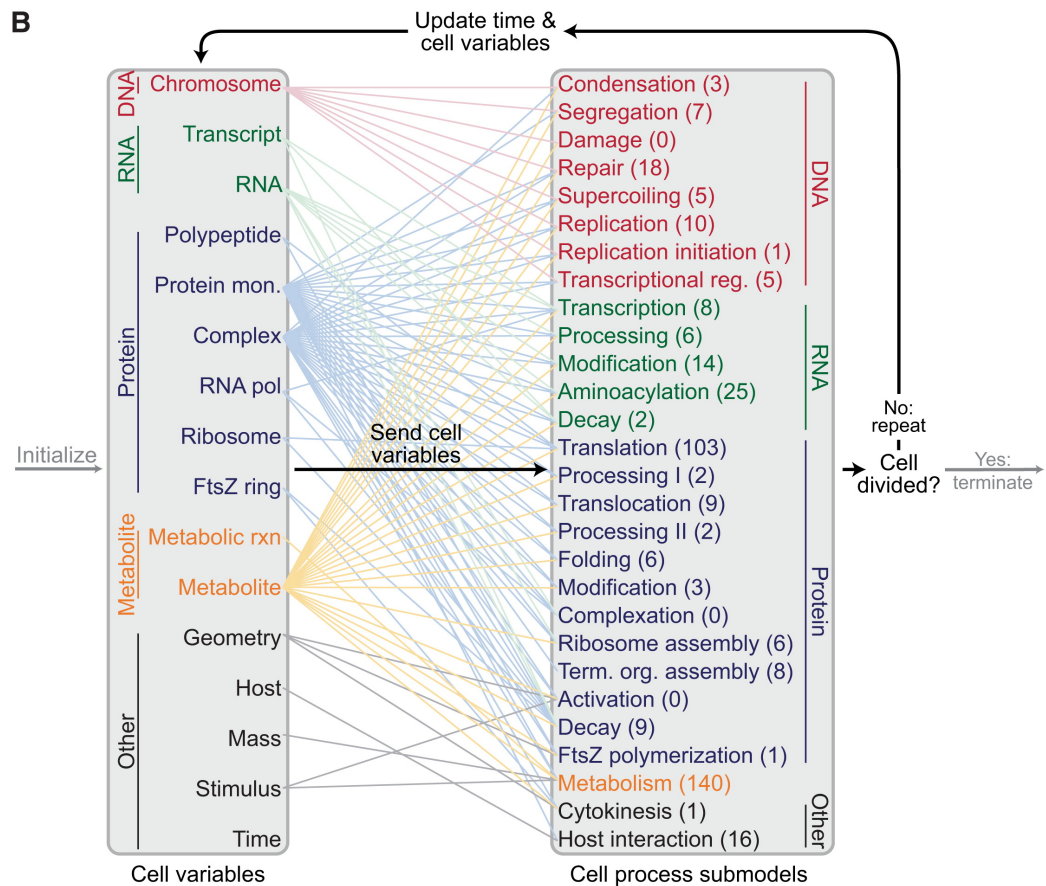 B
Update time &
cell variables
DNA
Chromosome
RNA
Transcript
RNA
Protein
Polypeptide
Protein mon.
Complex
RNA pol
Ribosome
FtsZ ring
Metabolite
Metabolic rxn
Metabolite
Other
Geometry
Host
Mass
Stimulus
Time
Cell variables
Initialize
Send cell
variables
Condensation (3)
Segregation (7)
Damage (0)
Repair (18)
Supercoiling (5)
Replication (10)
Replication initiation (1)
Transcriptional reg. (5)
DNA
Transcription (8)
Processing (6)
Modification (14)
Aminoacylation (25)
Decay (2)
RNA
Translation (103)
Processing I (2)
Translocation (9)
Processing II (2)
Folding (6)
Modification (3)
Complexation (0)
Ribosome assembly (6)
Term. org. assembly (8)
Activation (0)
Decay (9)
FtsZ polymerization (1)
Protein
Metabolism (140)
Cytokinesis (1)
Host interaction (16)
Other
Cell process submodels
No:
repeat
Cell
divided?
Yes:
terminate